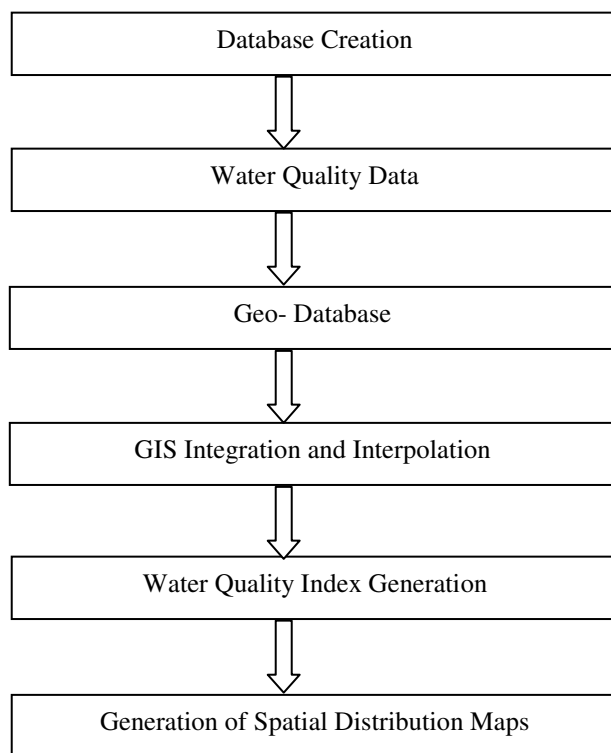 Database Creation
Water Quality Data
Geo- Database
GIS Integration and Interpolation
Water Quality Index Generation
Generation of Spatial Distribution Maps